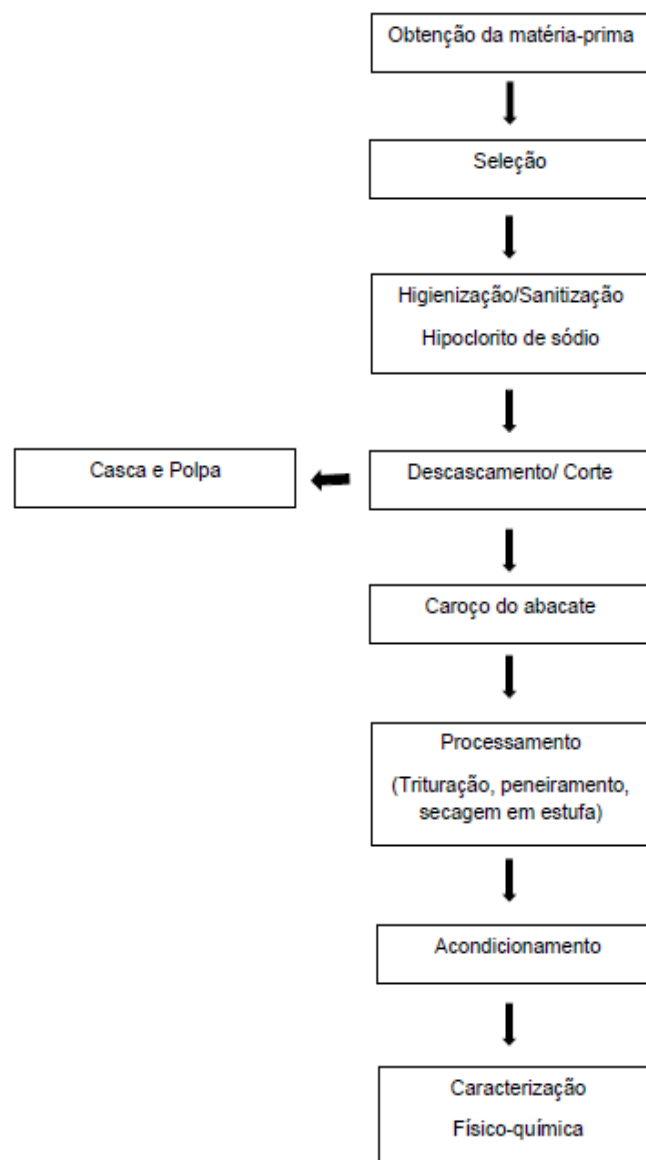 Obtenção da matéria-prima
Seleção
Higienização/Sanitização
Hipoclorito de sódio
Casca e Polpa
Descascamento/ Corte
Caroço do abacate
Processamento
(Trituração, peneiramento,
secagem em estufa)
Acondicionamento
Caracterização
Físico-química